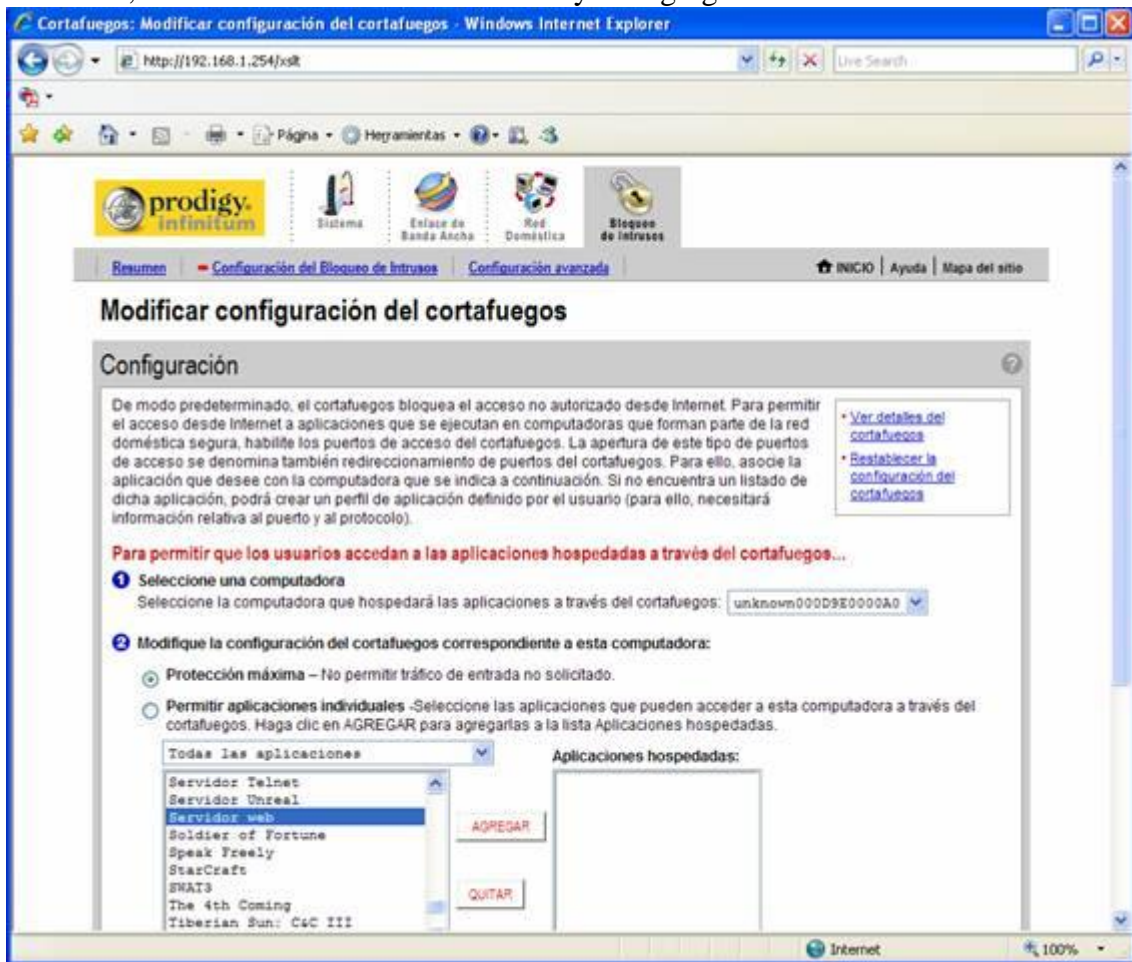 Cortafuegos: Modificar configuración del cortafuegos - Windows Internet Explorer
http://192.168.1.254/xslt
Live Search
Página
Herramientas
prodigy.
infinitum
Sistema
Enlace de
Banda Ancha
Red
Doméstica
Bloqueo
de Intrusos
Resumen
Configuración del Bloqueo de Intrusos
Configuración avanzada
INICIO | Ayuda | Mapa del sitio
Modificar configuración del cortafuegos
Configuración
De modo predeterminado, el cortafuegos bloquea el acceso no autorizado desde Internet. Para permitir
el acceso desde Internet a aplicaciones que se ejecutan en computadoras que forman parte de la red
doméstica segura, habilite los puertos de acceso del cortafuegos. La apertura de este tipo de puertos
de acceso se denomina también redireccionamiento de puertos del cortafuegos. Para ello, asocie la
aplicación que desee con la computadora que se indica a continuación. Si no encuentra un listado de
dicha aplicación, podrá crear un perfil de aplicación definido por el usuario (para ello, necesitará
información relativa al puerto y al protocolo).
• Ver detalles del
cortafuegos
• Restablecer la
configuración del
cortafuegos
Para permitir que los usuarios accedan a las aplicaciones hospedadas a través del cortafuegos...
1 Seleccione una computadora
Seleccione la computadora que hospedará las aplicaciones a través del cortafuegos: unknown000D9E0000A0
2 Modifique la configuración del cortafuegos correspondiente a esta computadora:
Protección máxima – No permitir tráfico de entrada no solicitado.
Permitir aplicaciones individuales -Seleccione las aplicaciones que pueden acceder a esta computadora a través del
cortafuegos. Haga clic en AGREGAR para agregarlas a la lista Aplicaciones hospedadas.
Todas las aplicaciones
Aplicaciones hospedadas:
Servidor Telnet
Servidor Unreal
Servidor web
Soldier of Fortune
Speak Freely
StarCraft
SWAT3
The 4th Coming
Tiberian Sun: C&C III
AGREGAR
QUITAR
Internet
100%